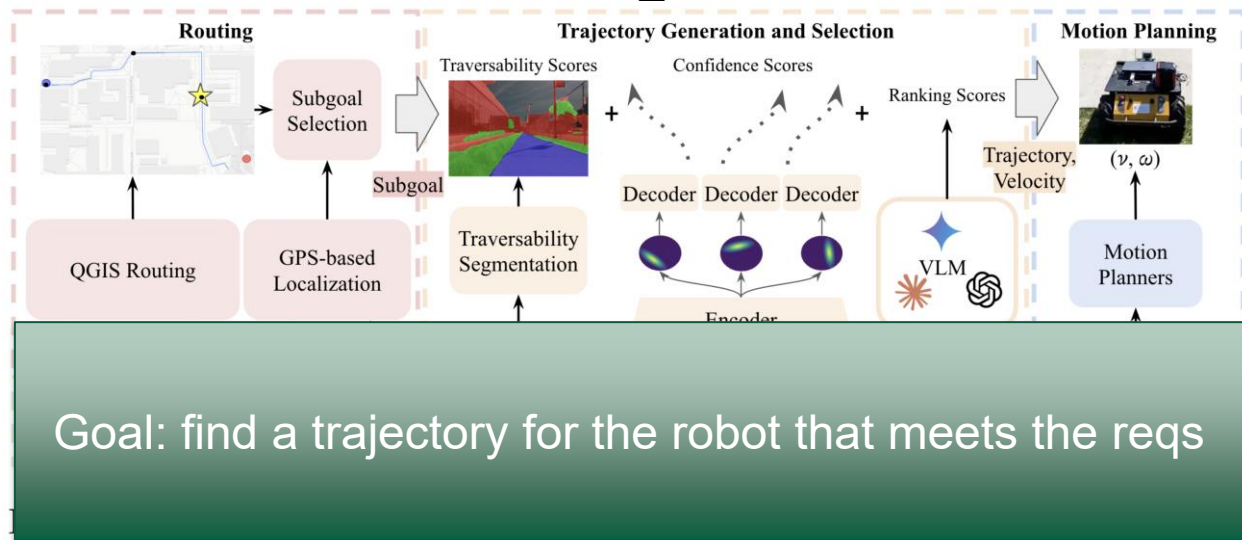 Routing
Trajectory Generation and Selection
Motion Planning
Traversability Scores
Confidence Scores
Ranking Scores
+
+
Subgoal
Selection
Subgoal
Trajectory,
Velocity
(ν, ω)
Decoder
Decoder
Decoder
QGIS Routing
GPS-based
Localization
Traversability
Segmentation
VLM
Motion
Planners
Encoder
Goal: find a trajectory for the robot that meets the reqs